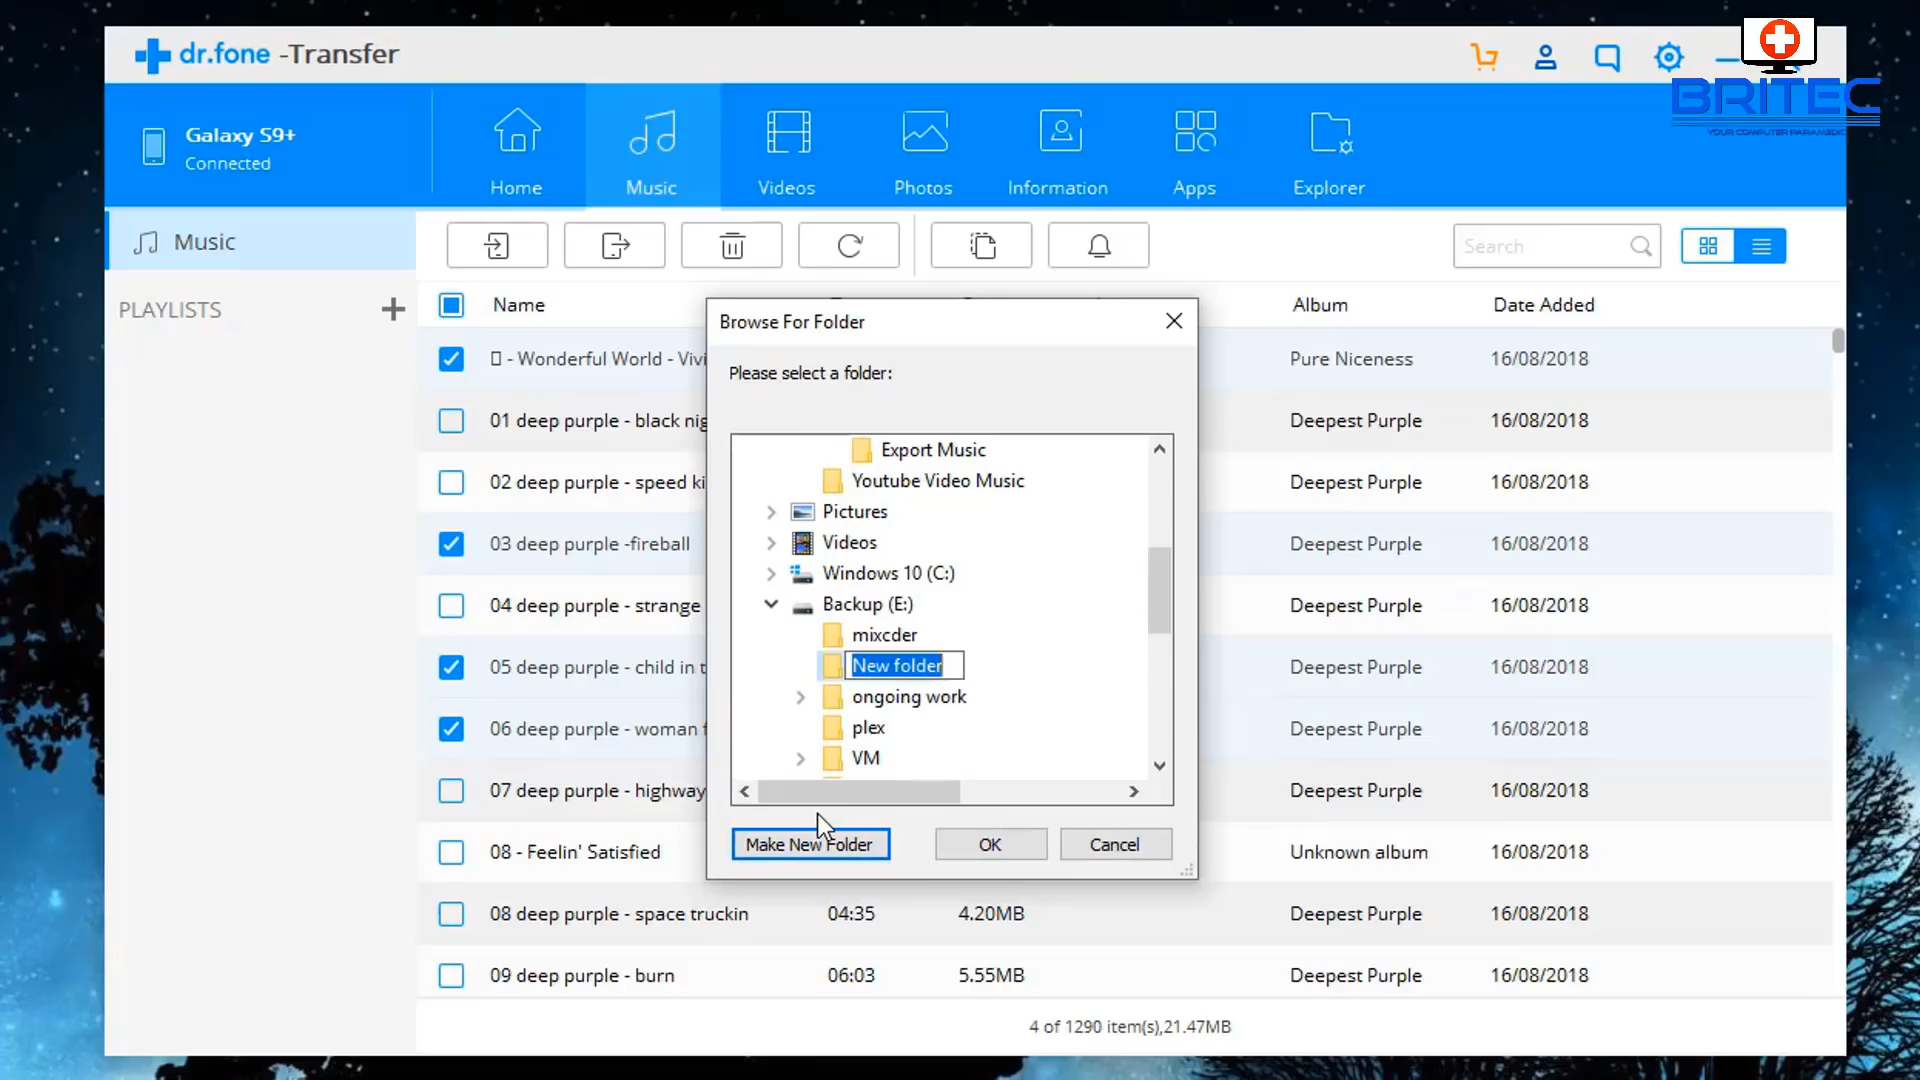 dr.fone -Transfer
BRITEC
YOUR COMPUTER PARAMEDIC
Galaxy S9+
Connected
Home
Music
Videos
Photos
Information
Apps
Explorer
Music
Search
PLAYLISTS
Name
Album
Date Added
- Wonderful World - Vivi
Pure Niceness
16/08/2018
01 deep purple - black nig
Deepest Purple
16/08/2018
02 deep purple - speed ki
Deepest Purple
16/08/2018
03 deep purple -fireball
Deepest Purple
16/08/2018
04 deep purple - strange
Deepest Purple
16/08/2018
05 deep purple - child in t
Deepest Purple
16/08/2018
06 deep purple - woman f
Deepest Purple
16/08/2018
07 deep purple - highway
Deepest Purple
16/08/2018
08 - Feelin' Satisfied
Unknown album
16/08/2018
08 deep purple - space truckin
04:35
4.20MB
Deepest Purple
16/08/2018
09 deep purple - burn
06:03
5.55MB
Deepest Purple
16/08/2018
4 of 1290 item(s),21.47MB
Browse For Folder
Please select a folder:
Export Music
Youtube Video Music
Pictures
Videos
Windows 10 (C:)
Backup (E:)
mixcder
New folder
ongoing work
plex
VM
Make New Folder
OK
Cancel